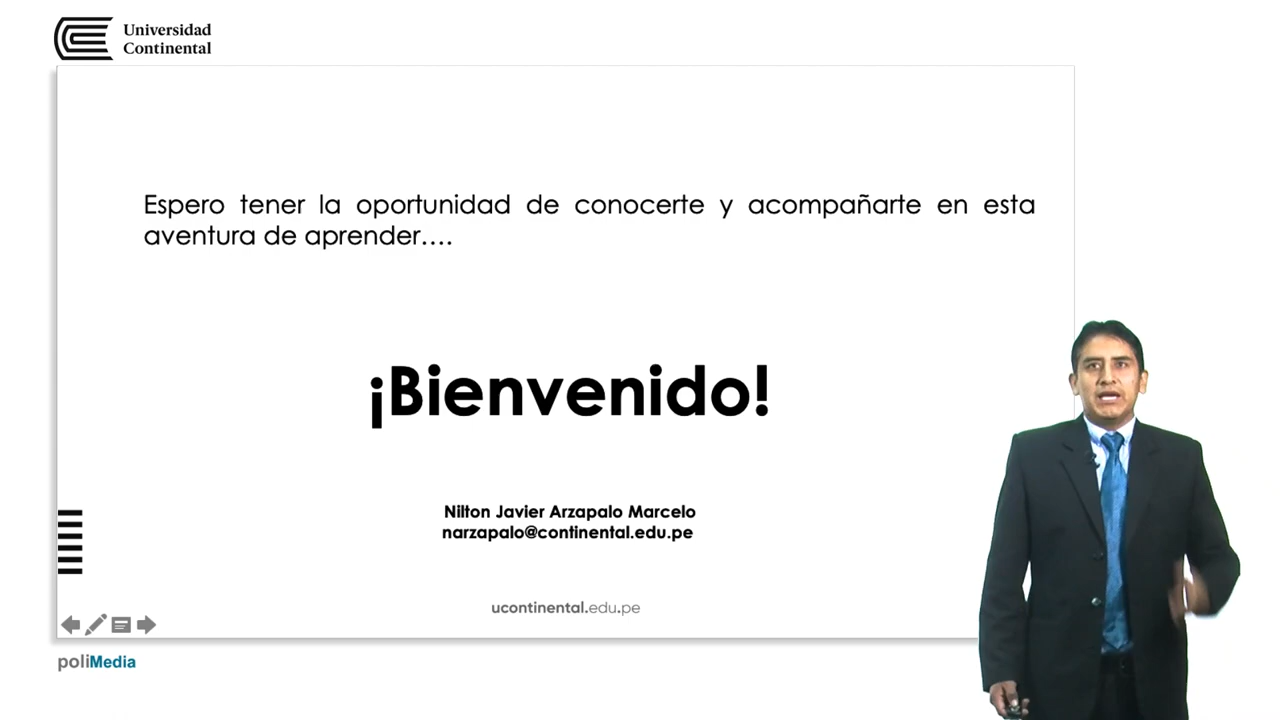 Universidad
Continental
Espero tener la oportunidad de conocerte y acompañarte en esta
aventura de aprender....
¡Bienvenido!
Nilton Javier Arzapalo Marcelo
narzapalo@continental.edu.pe
ucontinental.edu.pe
poliMedia